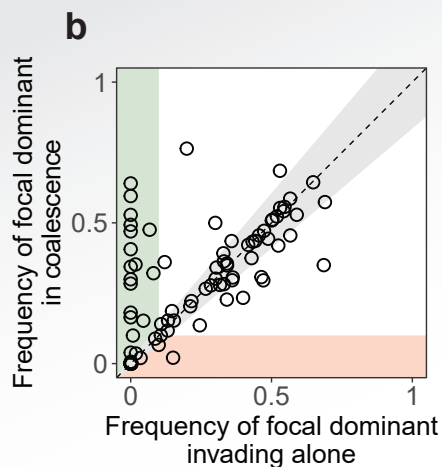 b
Frequency of focal dominant
in coalescence
1
0.5
0
0
0.5
1
Frequency of focal dominant
invading alone